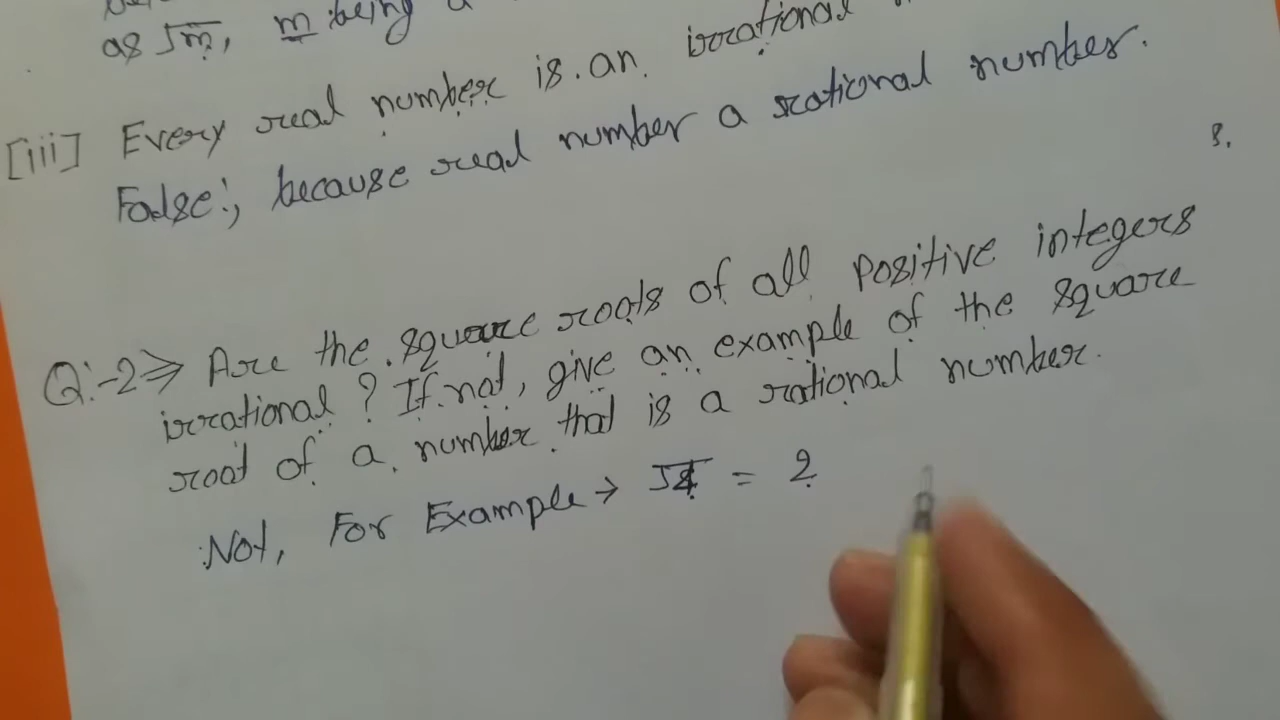 as √m, m being a
[iii] Every real number is an irrational
False:, because real number a rational number.
8.
Q:-2⇒ Are the square roots of all positive integers
irrational? If not, give an example of the square
root of a number that is a rational number.
Not, For Example → √4 = 2